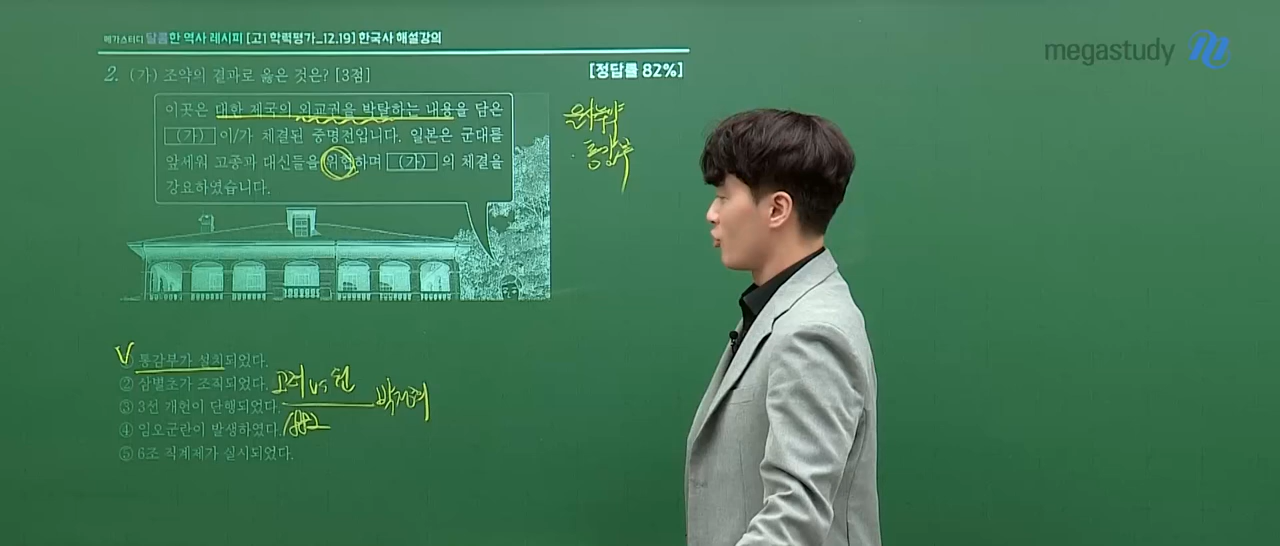 메가스터디 달콤한 역사 레시피 [고1 학력평가_12.19] 한국사 해설강의
megastudy
2. (가) 조약의 결과로 옳은 것은? [3점]
[정답률 82%]
이곳은 대한 제국의 외교권을 박탈하는 내용을 담은
(가) 이/가 체결된 중명전입니다. 일본은 군대를
앞세워 고종과 대신들을 위협하며 (가) 의 체결을
강요하였습니다.
을사늑약
통감부
① 통감부가 설치되었다.
② 삼별초가 조직되었다. 고려 vs 원
③ 3선 개헌이 단행되었다. 박정희
④ 임오군란이 발생하였다. 1882
⑤ 6조 직계제가 실시되었다.